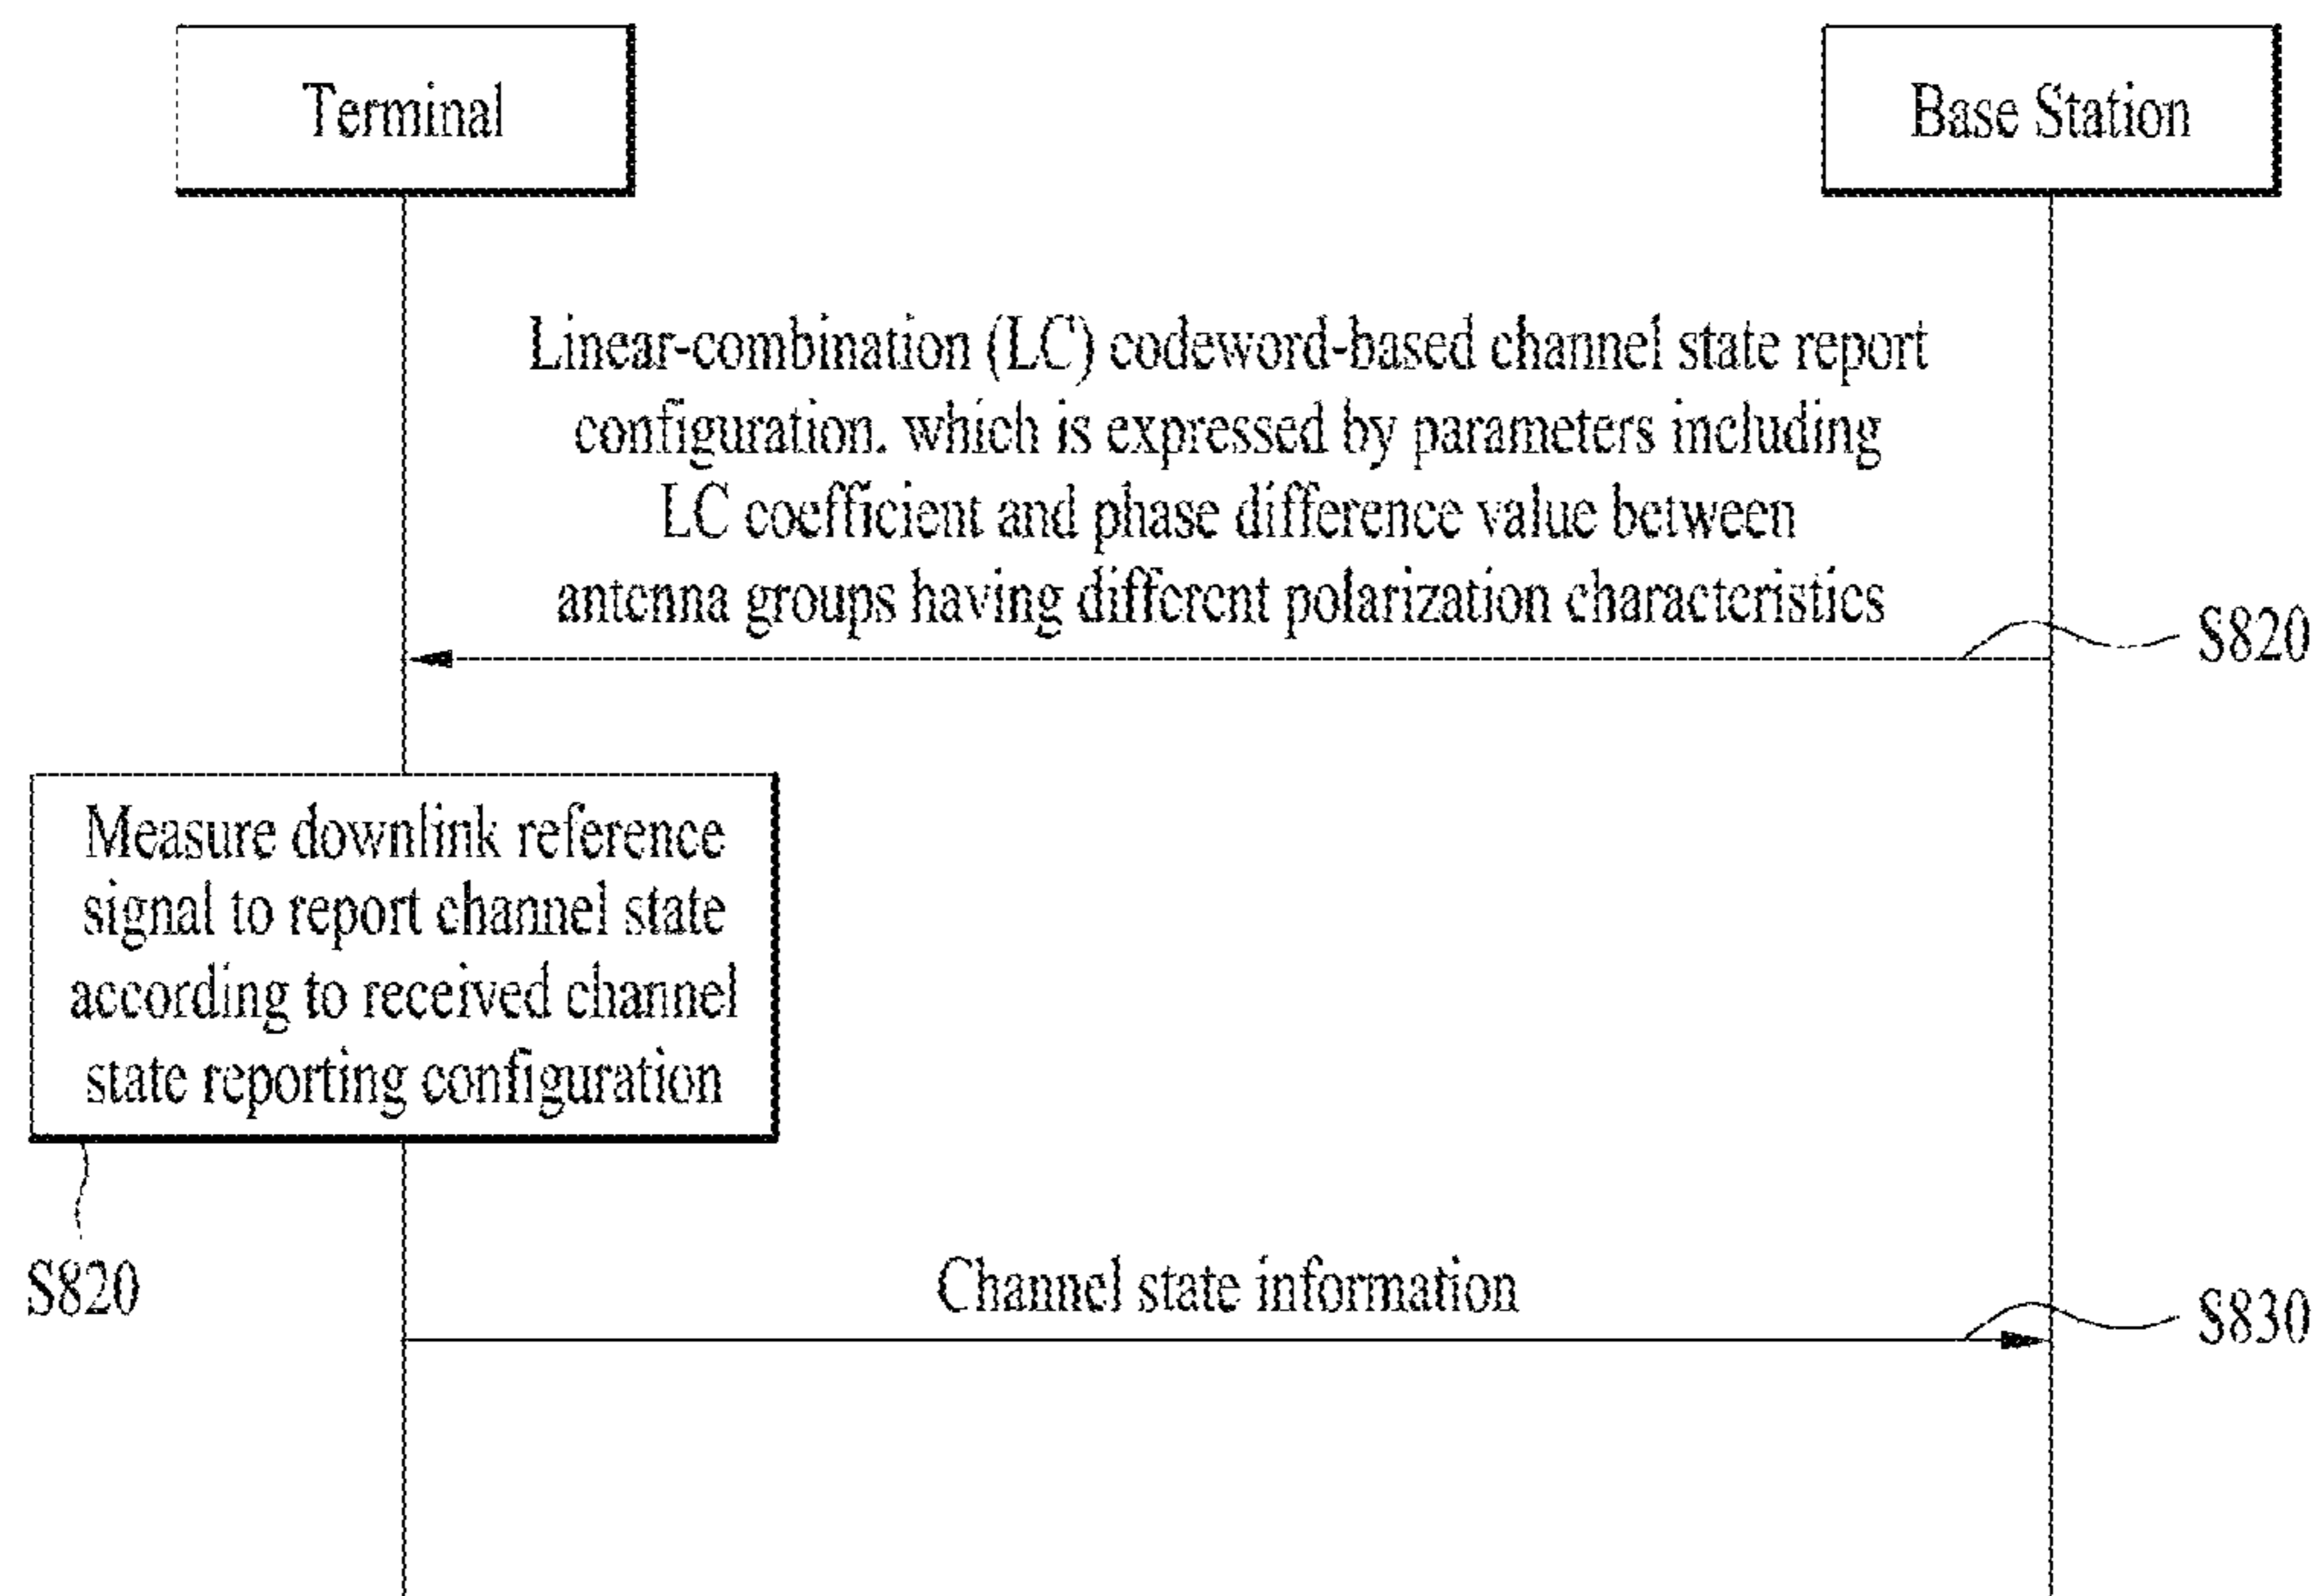 Terminal
Base Station
Linear-combination (LC) codeword-based channel state report
configuration. which is expressed by parameters including
LC coefficient and phase difference value between
antenna groups having different polarization characteristics
S820
Measure downlink reference
signal to report channel state
according to received channel
state reporting configuration
S820
Channel state information
S830